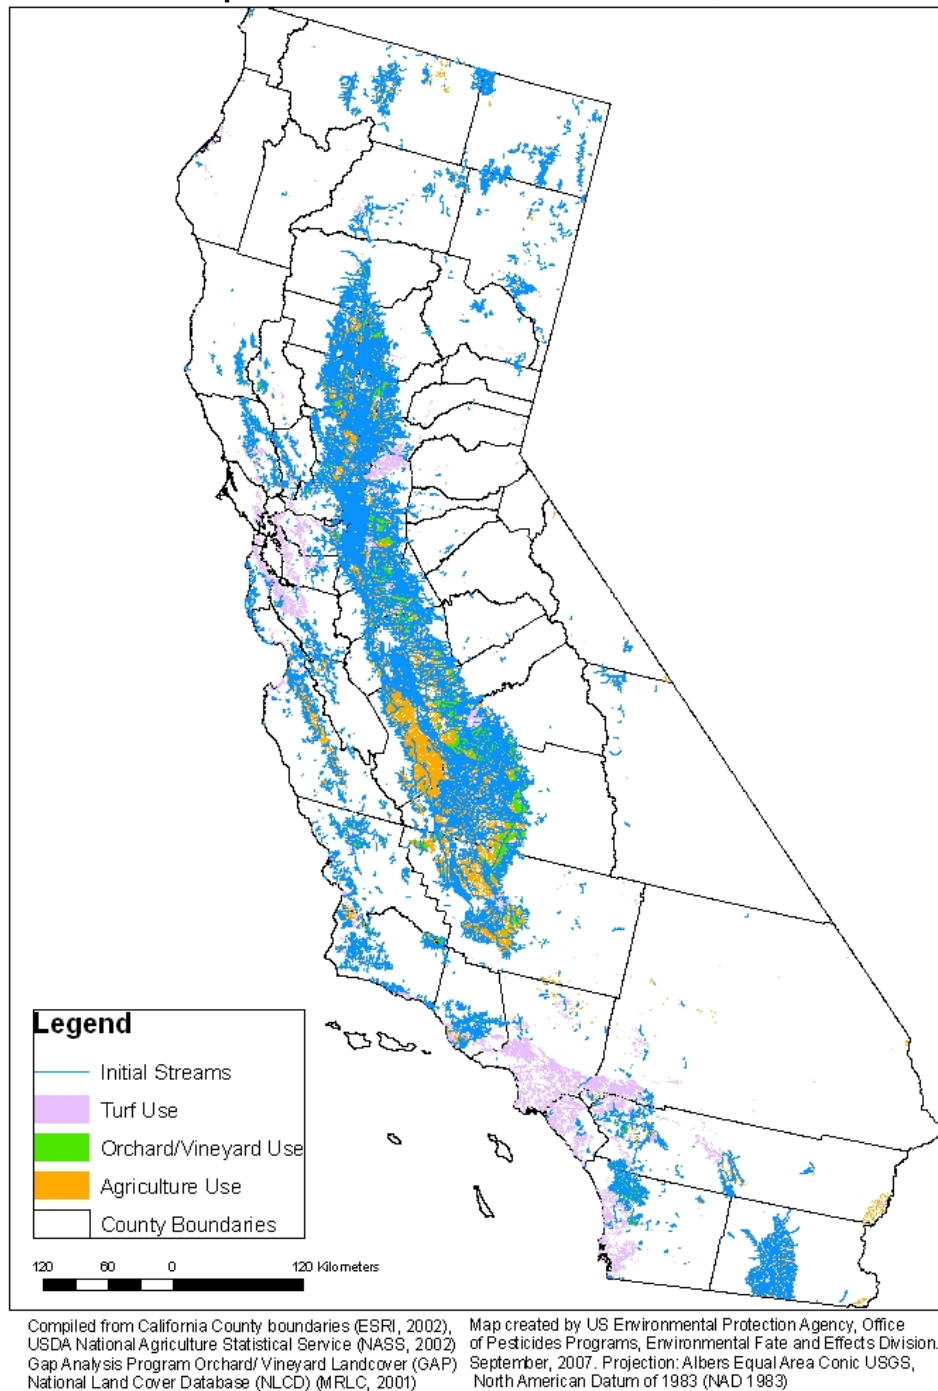 Legend
Initial Streams
Turf Use
Orchard/Vineyard Use
Agriculture Use
County Boundaries
120 60 0 120 Kilometers
Compiled from California County boundaries (ESRI, 2002),
USDA National Agriculture Statistical Service (NASS, 2002)
Gap Analysis Program Orchard/ Vineyard Landcover (GAP)
National Land Cover Database (NLCD) (MRLC, 2001)
Map created by US Environmental Protection Agency, Office
of Pesticides Programs, Environmental Fate and Effects Division.
September, 2007. Projection: Albers Equal Area Conic USGS,
North American Datum of 1983 (NAD 1983)